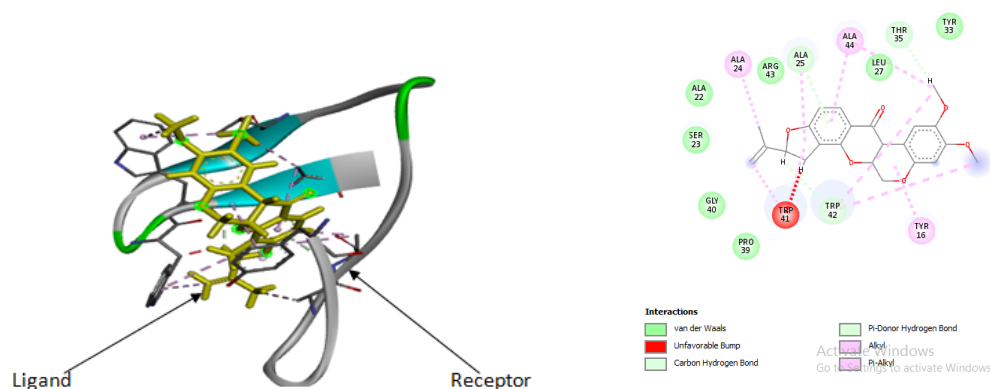 Ligand
Receptor
TYR
33
THR
35
ALA
44
LEU
27
ALA
25
ARG
43
ALA
24
ALA
22
SER
23
GLY
40
PRO
39
TRP
41
TRP
42
TYR
16
O
O
O
O
O
O
H
H
H
Interactions
van der Waals
Unfavorable Bump
Carbon Hydrogen Bond
Pi-Donor Hydrogen Bond
Alkyl
Pi-Alkyl
Activate Windows
Go to Settings to activate Windows